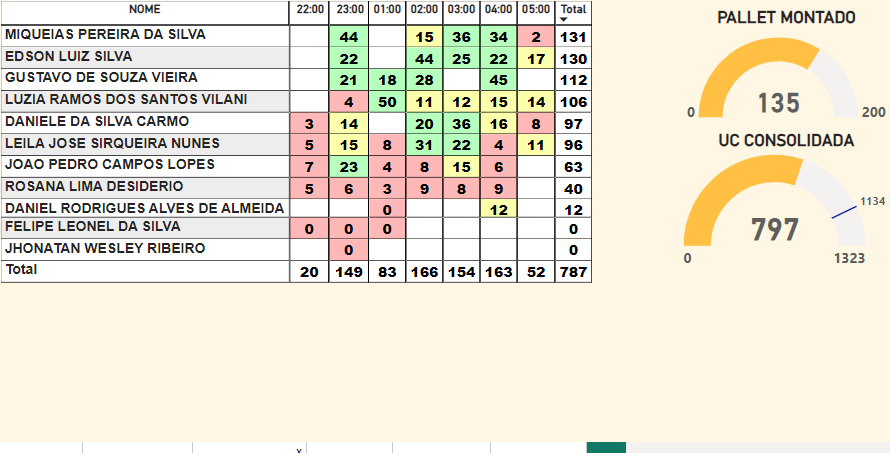 NOME 22:00 23:00 01:00 02:00 03:00 04:00 05:00 Total
MIQUEIAS PEREIRA DA SILVA 44 15 36 34 2 131
EDSON LUIZ SILVA 22 44 25 22 17 130
GUSTAVO DE SOUZA VIEIRA 21 18 28 45 112
LUZIA RAMOS DOS SANTOS VILANI 4 50 11 12 15 14 106
DANIELE DA SILVA CARMO 3 14 20 36 16 8 97
LEILA JOSE SIRQUEIRA NUNES 5 15 8 31 22 4 11 96
JOAO PEDRO CAMPOS LOPES 7 23 4 8 15 6 63
ROSANA LIMA DESIDERIO 5 6 3 9 8 9 40
DANIEL RODRIGUES ALVES DE ALMEIDA 0 12 12
FELIPE LEONEL DA SILVA 0 0 0 0
JHONATAN WESLEY RIBEIRO 0 0
Total 20 149 83 166 154 163 52 787
PALLET MONTADO
135
0 200
UC CONSOLIDADA
1134
797
0 1323
x